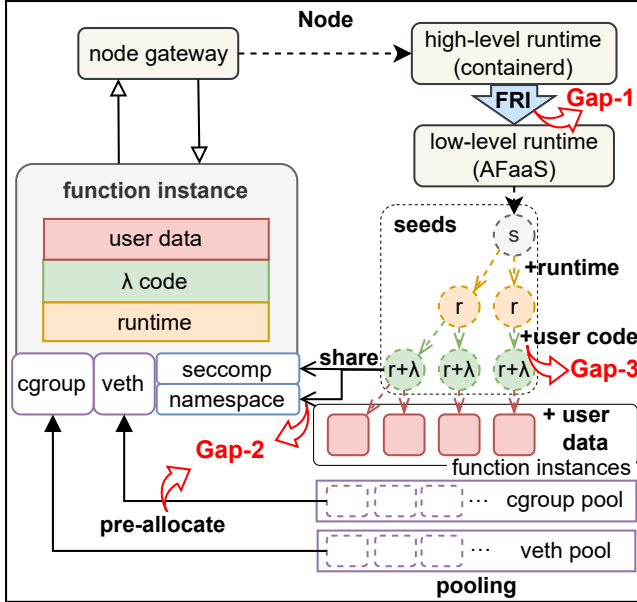 Node
node gateway
high-level runtime
(containerd)
FRI
Gap-1
low-level runtime
(AFaaS)
function instance
user data
λ code
runtime
cgroup
veth
seccomp
namespace
seeds
s
+runtime
r
r
+user code
share
r+λ
r+λ
r+λ
Gap-3
Gap-2
+ user
data
function instances
pre-allocate
... cgroup pool
... veth pool
pooling